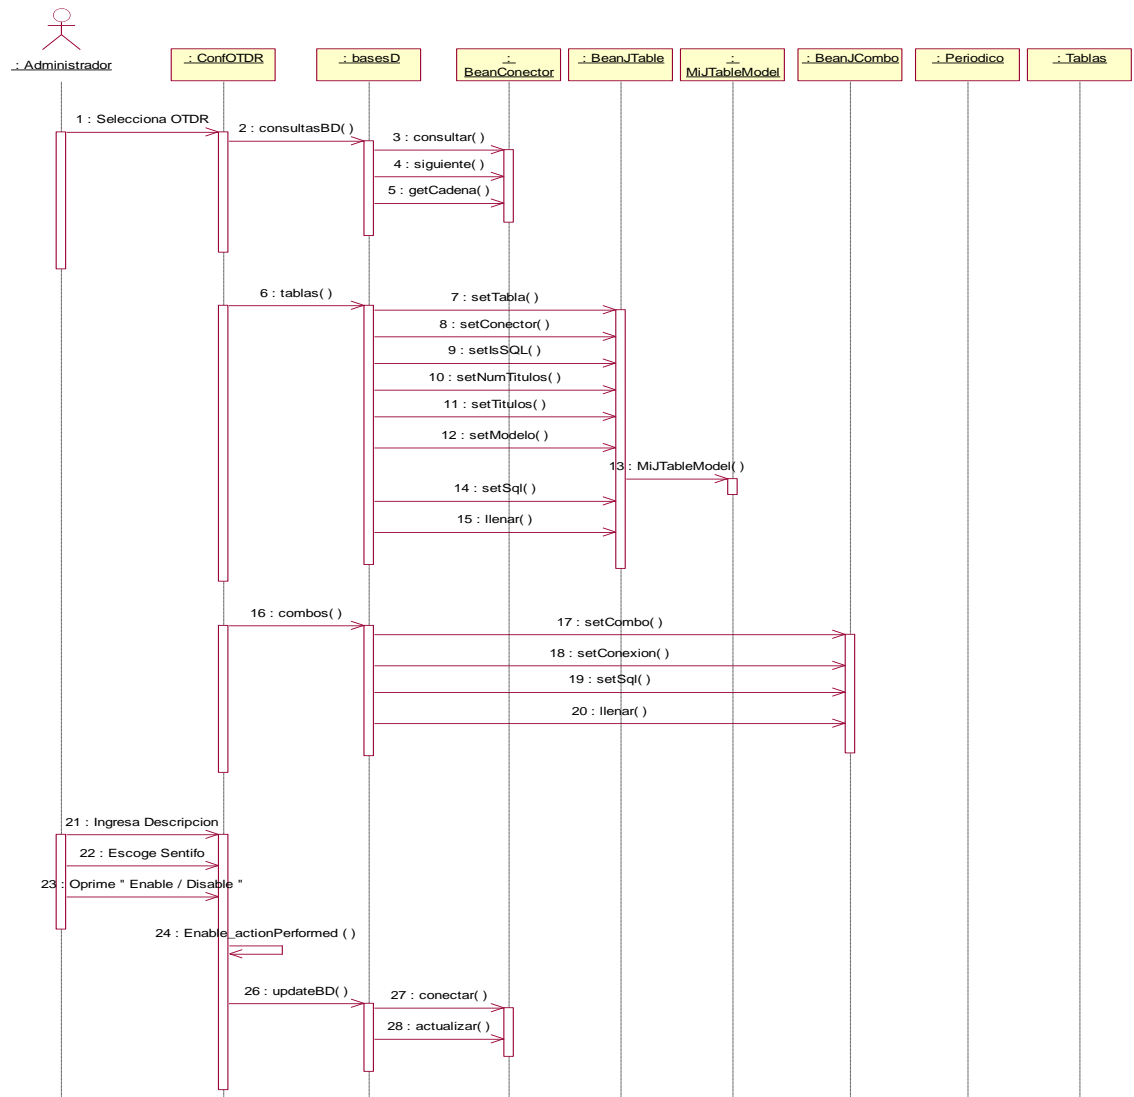 : Administrador
: ConfOTDR
: basesD
:
BeanConector
: BeanJTable
:
MiJTableModel
: BeanJCombo
: Periodico
: Tablas
1 : Selecciona OTDR
2 : consultasBD( )
3 : consultar( )
4 : siguiente( )
5 : getCadena( )
6 : tablas( )
7 : setTabla( )
8 : setConector( )
9 : setIsSQL( )
10 : setNumTitulos( )
11 : setTitulos( )
12 : setModelo( )
13 : MiJTableModel( )
14 : setSql( )
15 : llenar( )
16 : combos( )
17 : setCombo( )
18 : setConexion( )
19 : setSql( )
20 : llenar( )
21 : Ingresa Descripcion
22 : Escoge Sentifo
23 : Oprime " Enable / Disable "
24 : Enable_actionPerformed ( )
26 : updateBD( )
27 : conectar( )
28 : actualizar( )